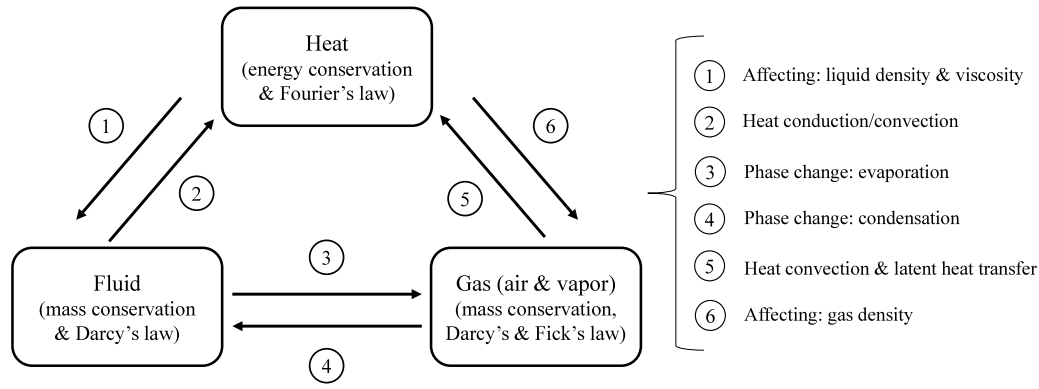 Heat
(energy conservation
& Fourier's law)
1
2
6
5
Fluid
(mass conservation
& Darcy's law)
3
4
Gas (air & vapor)
(mass conservation,
Darcy's & Fick's law)
1 Affecting: liquid density & viscosity
2 Heat conduction/convection
3 Phase change: evaporation
4 Phase change: condensation
5 Heat convection & latent heat transfer
6 Affecting: gas density